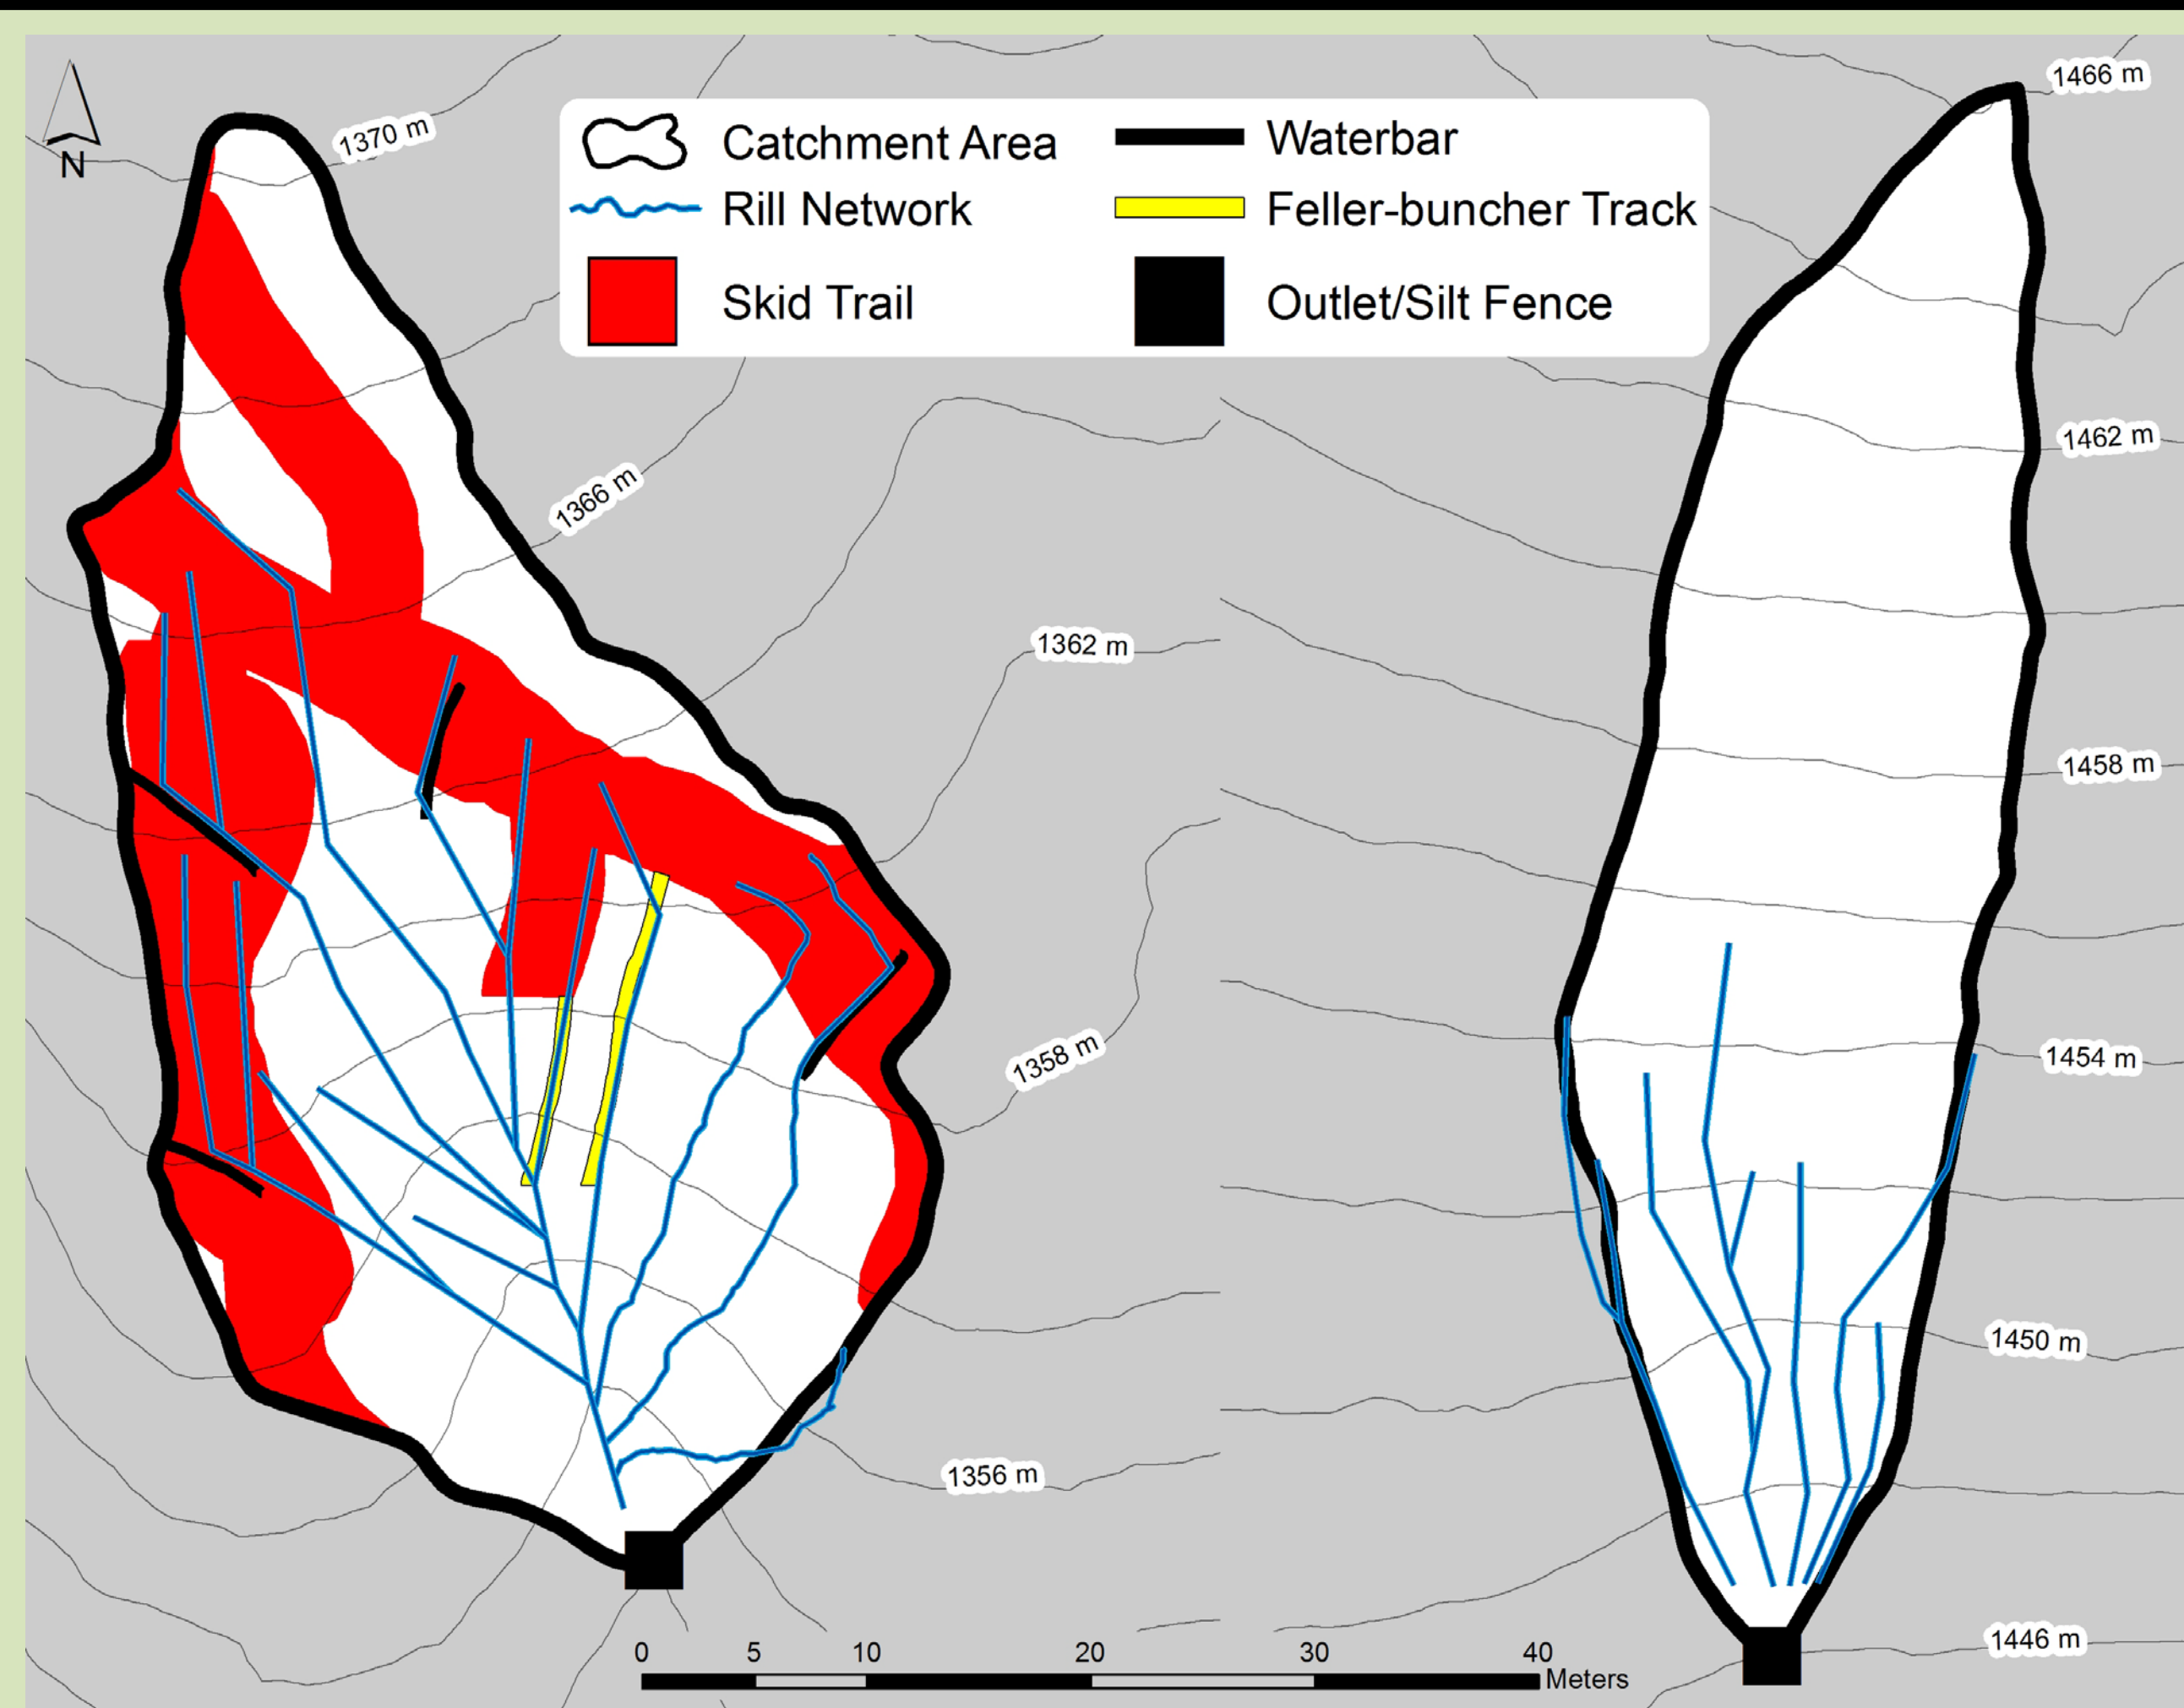 N
Catchment Area
Waterbar
Rill Network
Feller-buncher Track
Skid Trail
Outlet/Silt Fence
1370 m
1366 m
1362 m
1358 m
1356 m
1466 m
1462 m
1458 m
1454 m
1450 m
1446 m
0 5 10 20 30 40
Meters